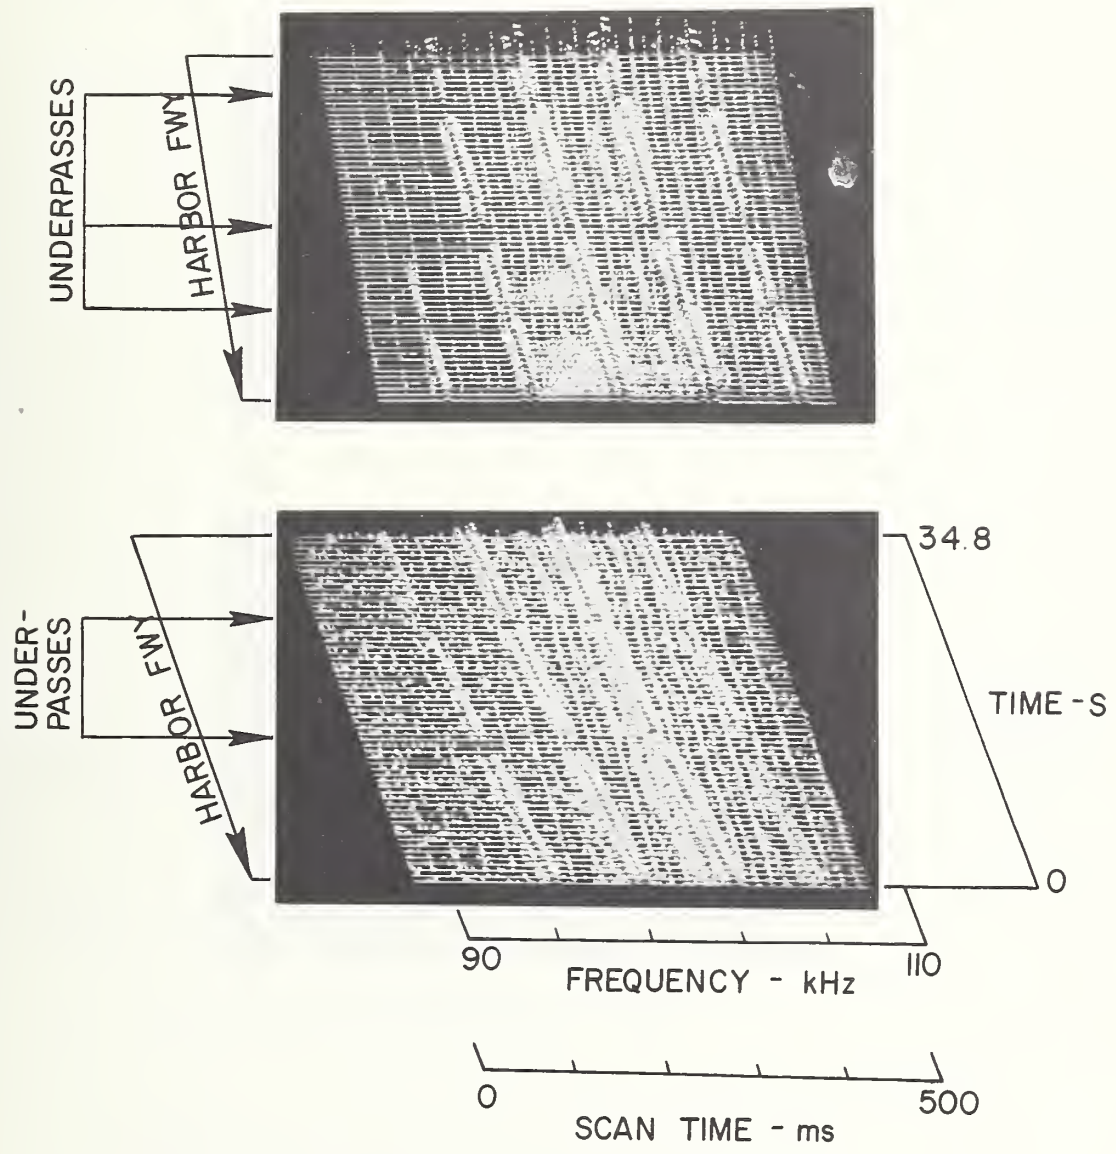 UNDERPASSES
HARBOR FWY
UNDER-
PASSES
HARBOR FWY
34.8
TIME - S
0
90
110
FREQUENCY - kHz
0
500
SCAN TIME - ms